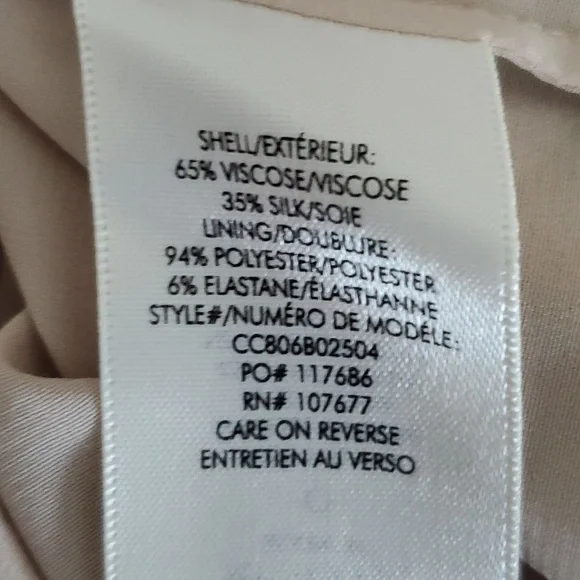 SHELL/EXTÉRIEUR:
65% VISCOSE/VISCOSE
35% SILK/SOIE
LINING/DOUBLURE:
94% POLYESTER/POLYESTER
6% ELASTANE/ÉLASTHANNE
STYLE#/NUMÉRO DE MODÉLE:
CC806B02504
PO# 117686
RN# 107677
CARE ON REVERSE
ENTRETIEN AU VERSO